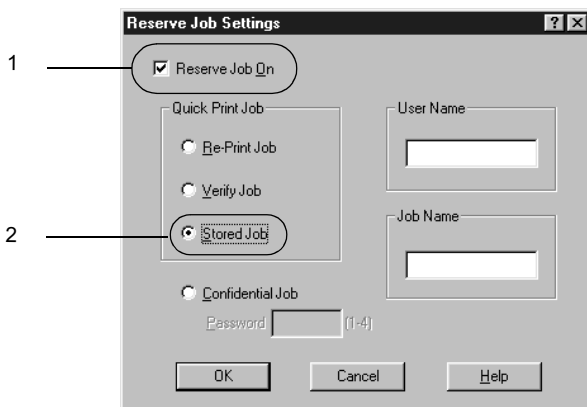 Reserve Job Settings
1
Reserve Job On
Quick Print Job
Re-Print Job
Verify Job
2
Stored Job
Confidential Job
Password (1-4)
User Name
Job Name
OK Cancel Help